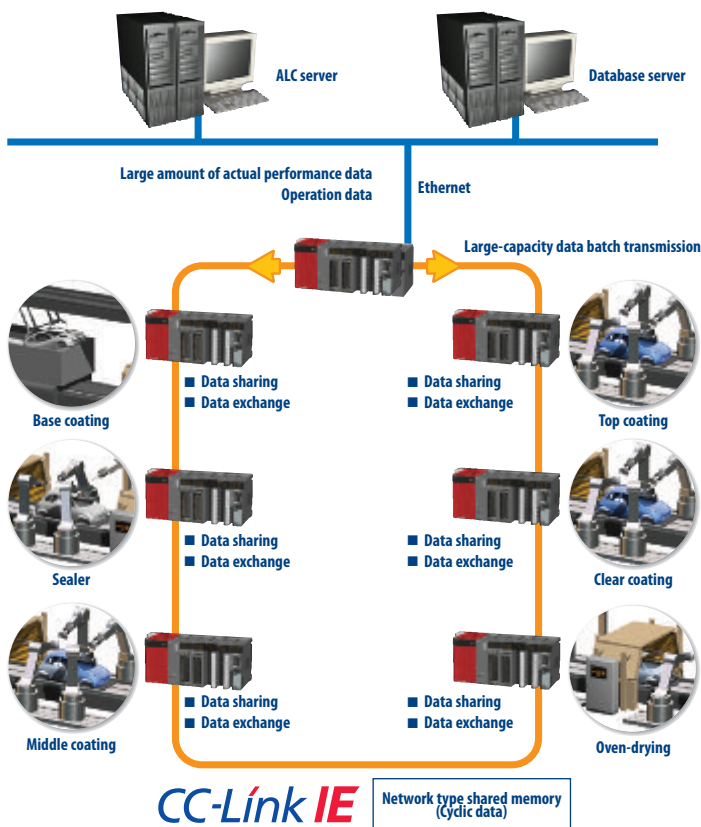 ALC server
Database server
Large amount of actual performance data
Operation data
Ethernet
Large-capacity data batch transmission
■ Data sharing
■ Data exchange
Base coating
■ Data sharing
■ Data exchange
Top coating
■ Data sharing
■ Data exchange
Sealer
■ Data sharing
■ Data exchange
Clear coating
■ Data sharing
■ Data exchange
Middle coating
■ Data sharing
■ Data exchange
Oven-drying
CC-Link IE
Network type shared memory
(Cyclic data)